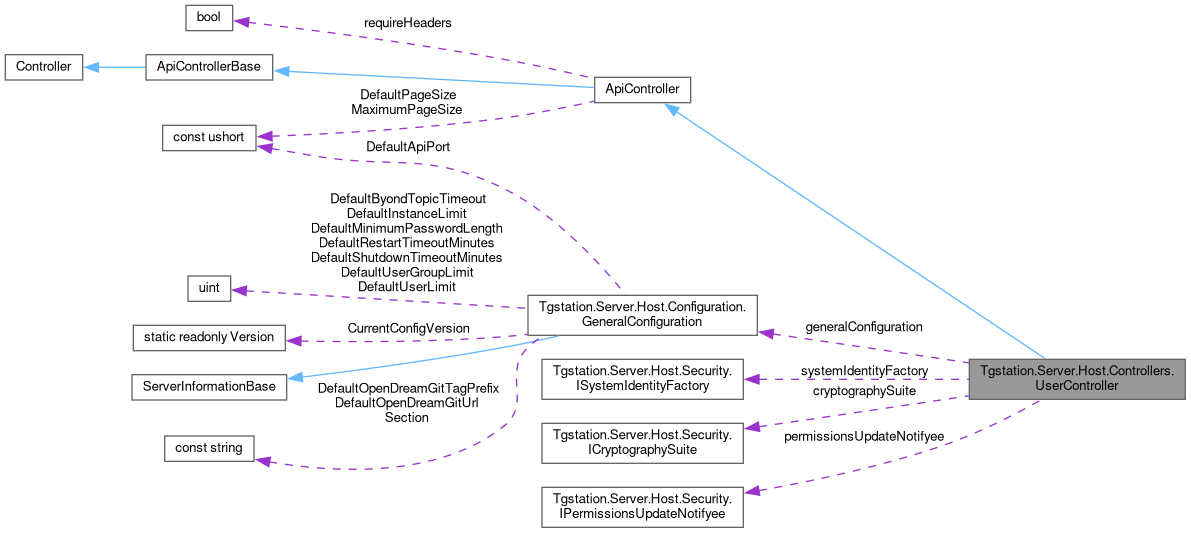 bool
requireHeaders
Controller
ApiControllerBase
ApiController
DefaultPageSize
MaximumPageSize
const ushort
DefaultApiPort
DefaultByondTopicTimeout
DefaultInstanceLimit
DefaultMinimumPasswordLength
DefaultRestartTimeoutMinutes
DefaultShutdownTimeoutMinutes
DefaultUserGroupLimit
DefaultUserLimit
uint
Tgstation.Server.Host.Configuration.
GeneralConfiguration
static readonly Version
CurrentConfigVersion
generalConfiguration
ServerInformationBase
DefaultOpenDreamGitTagPrefix
DefaultOpenDreamGitUrl
Section
const string
Tgstation.Server.Host.Security.
ISystemIdentityFactory
systemIdentityFactory
cryptographySuite
Tgstation.Server.Host.Controllers.
UserController
Tgstation.Server.Host.Security.
ICryptographySuite
permissionsUpdateNotifyee
Tgstation.Server.Host.Security.
IPermissionsUpdateNotifyee